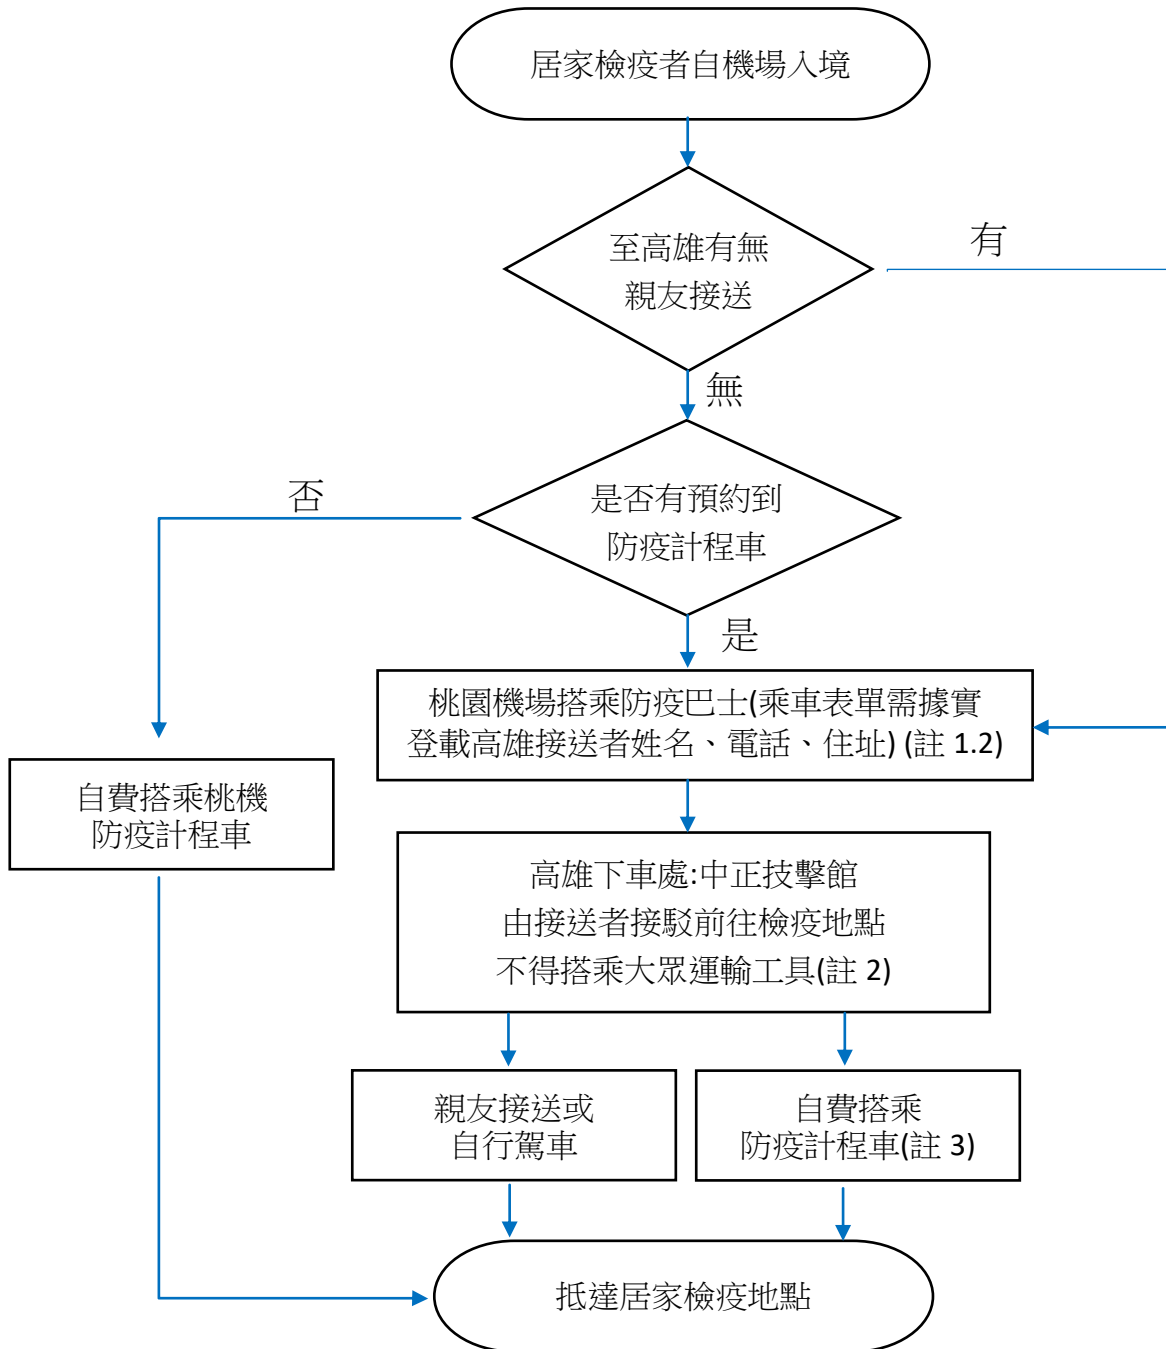 居家檢疫者自機場入境
至高雄有無
親友接送
有
無
是否有預約到
防疫計程車
否
是
桃園機場搭乘防疫巴士(乘車表單需據實
登載高雄接送者姓名、電話、住址) (註 1.2)
自費搭乘桃機
防疫計程車
高雄下車處:中正技擊館
由接送者接駁前往檢疫地點
不得搭乘大眾運輸工具(註 2)
親友接送或
自行駕車
自費搭乘
防疫計程車(註 3)
抵達居家檢疫地點